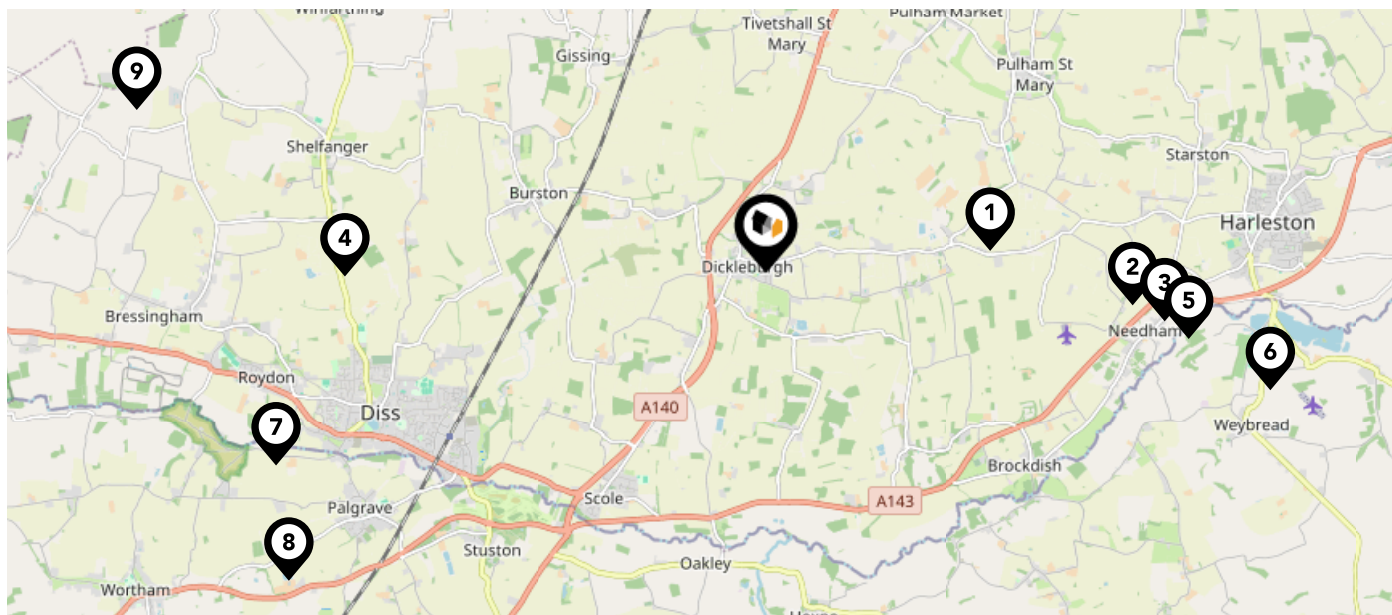 Winfarthing
Tivetshall St
Mary
Pulham Market
Gissing
Pulham St
Mary
9
Shelfanger
Starston
Burston
1
Harleston
4
Dickleburgh
2
3
5
Bressingham
Needham
6
Roydon
A140
Diss
7
Weybread
Brockdish
Scole
A143
Palgrave
8
Stuston
Oakley
Wortham